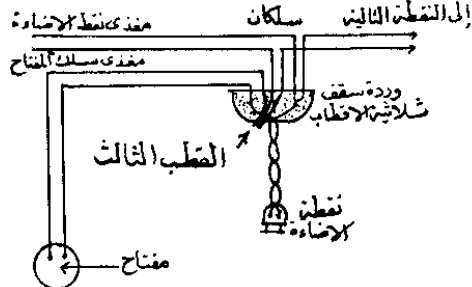 إلى النقطة التالية
سلكان
مغذى نقط الاضاءة
مغذى سلك المفتاح
وردة سقف
ثلاثية الاقطاب
القطب الثالث
نقطة
الاضاءة
مفتاح